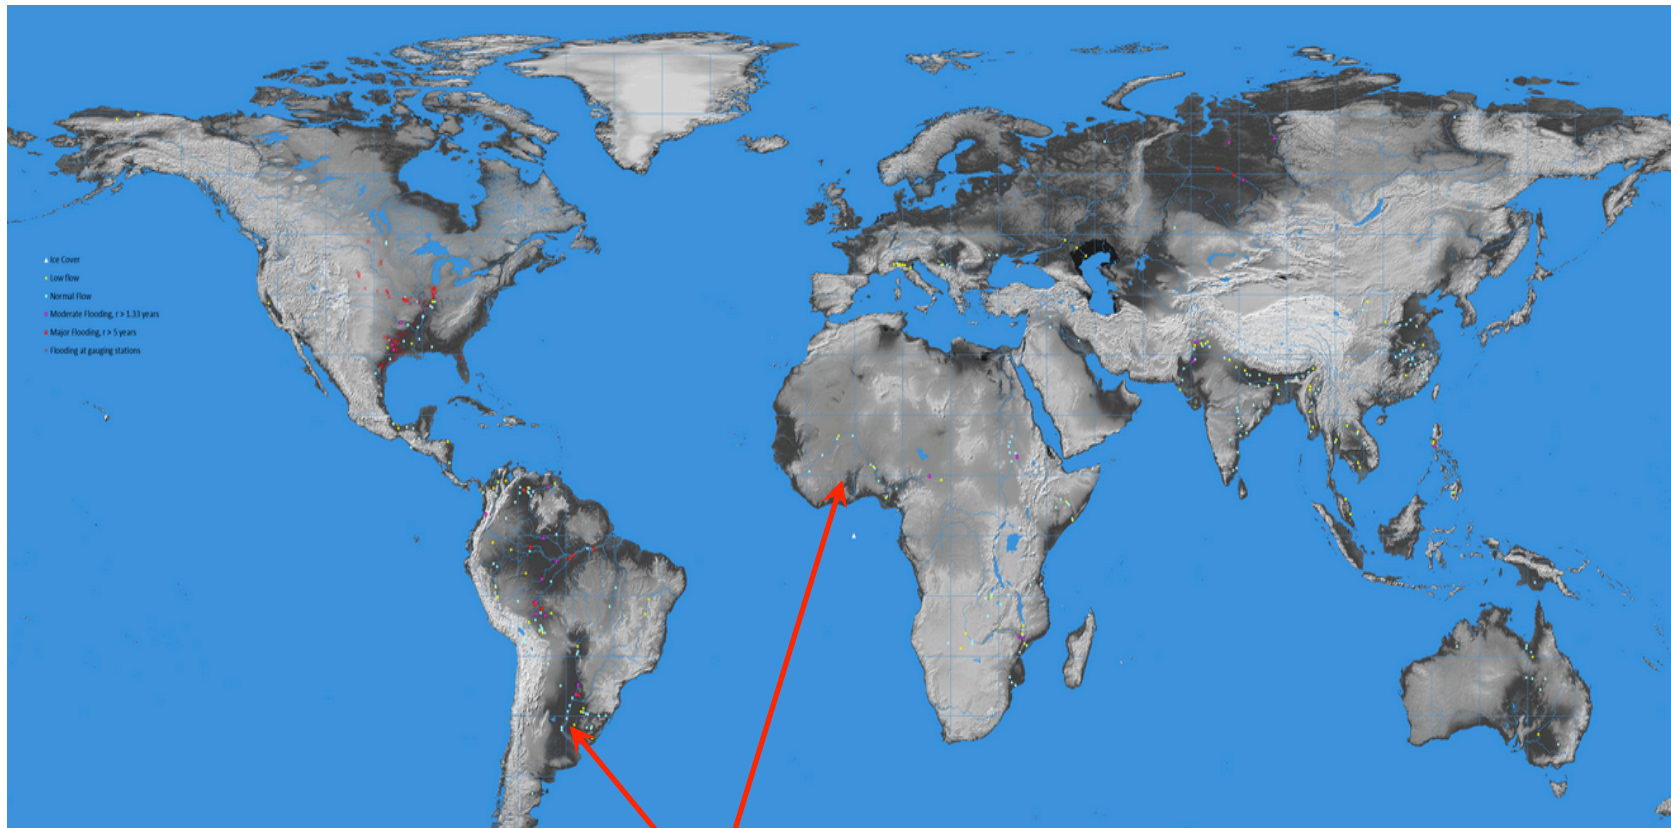 Ice Cover
Low flow
Normal Flow
Moderate Flooding, r > 1.33 years
Major Flooding, r > 5 years
Flooding at gauging stations